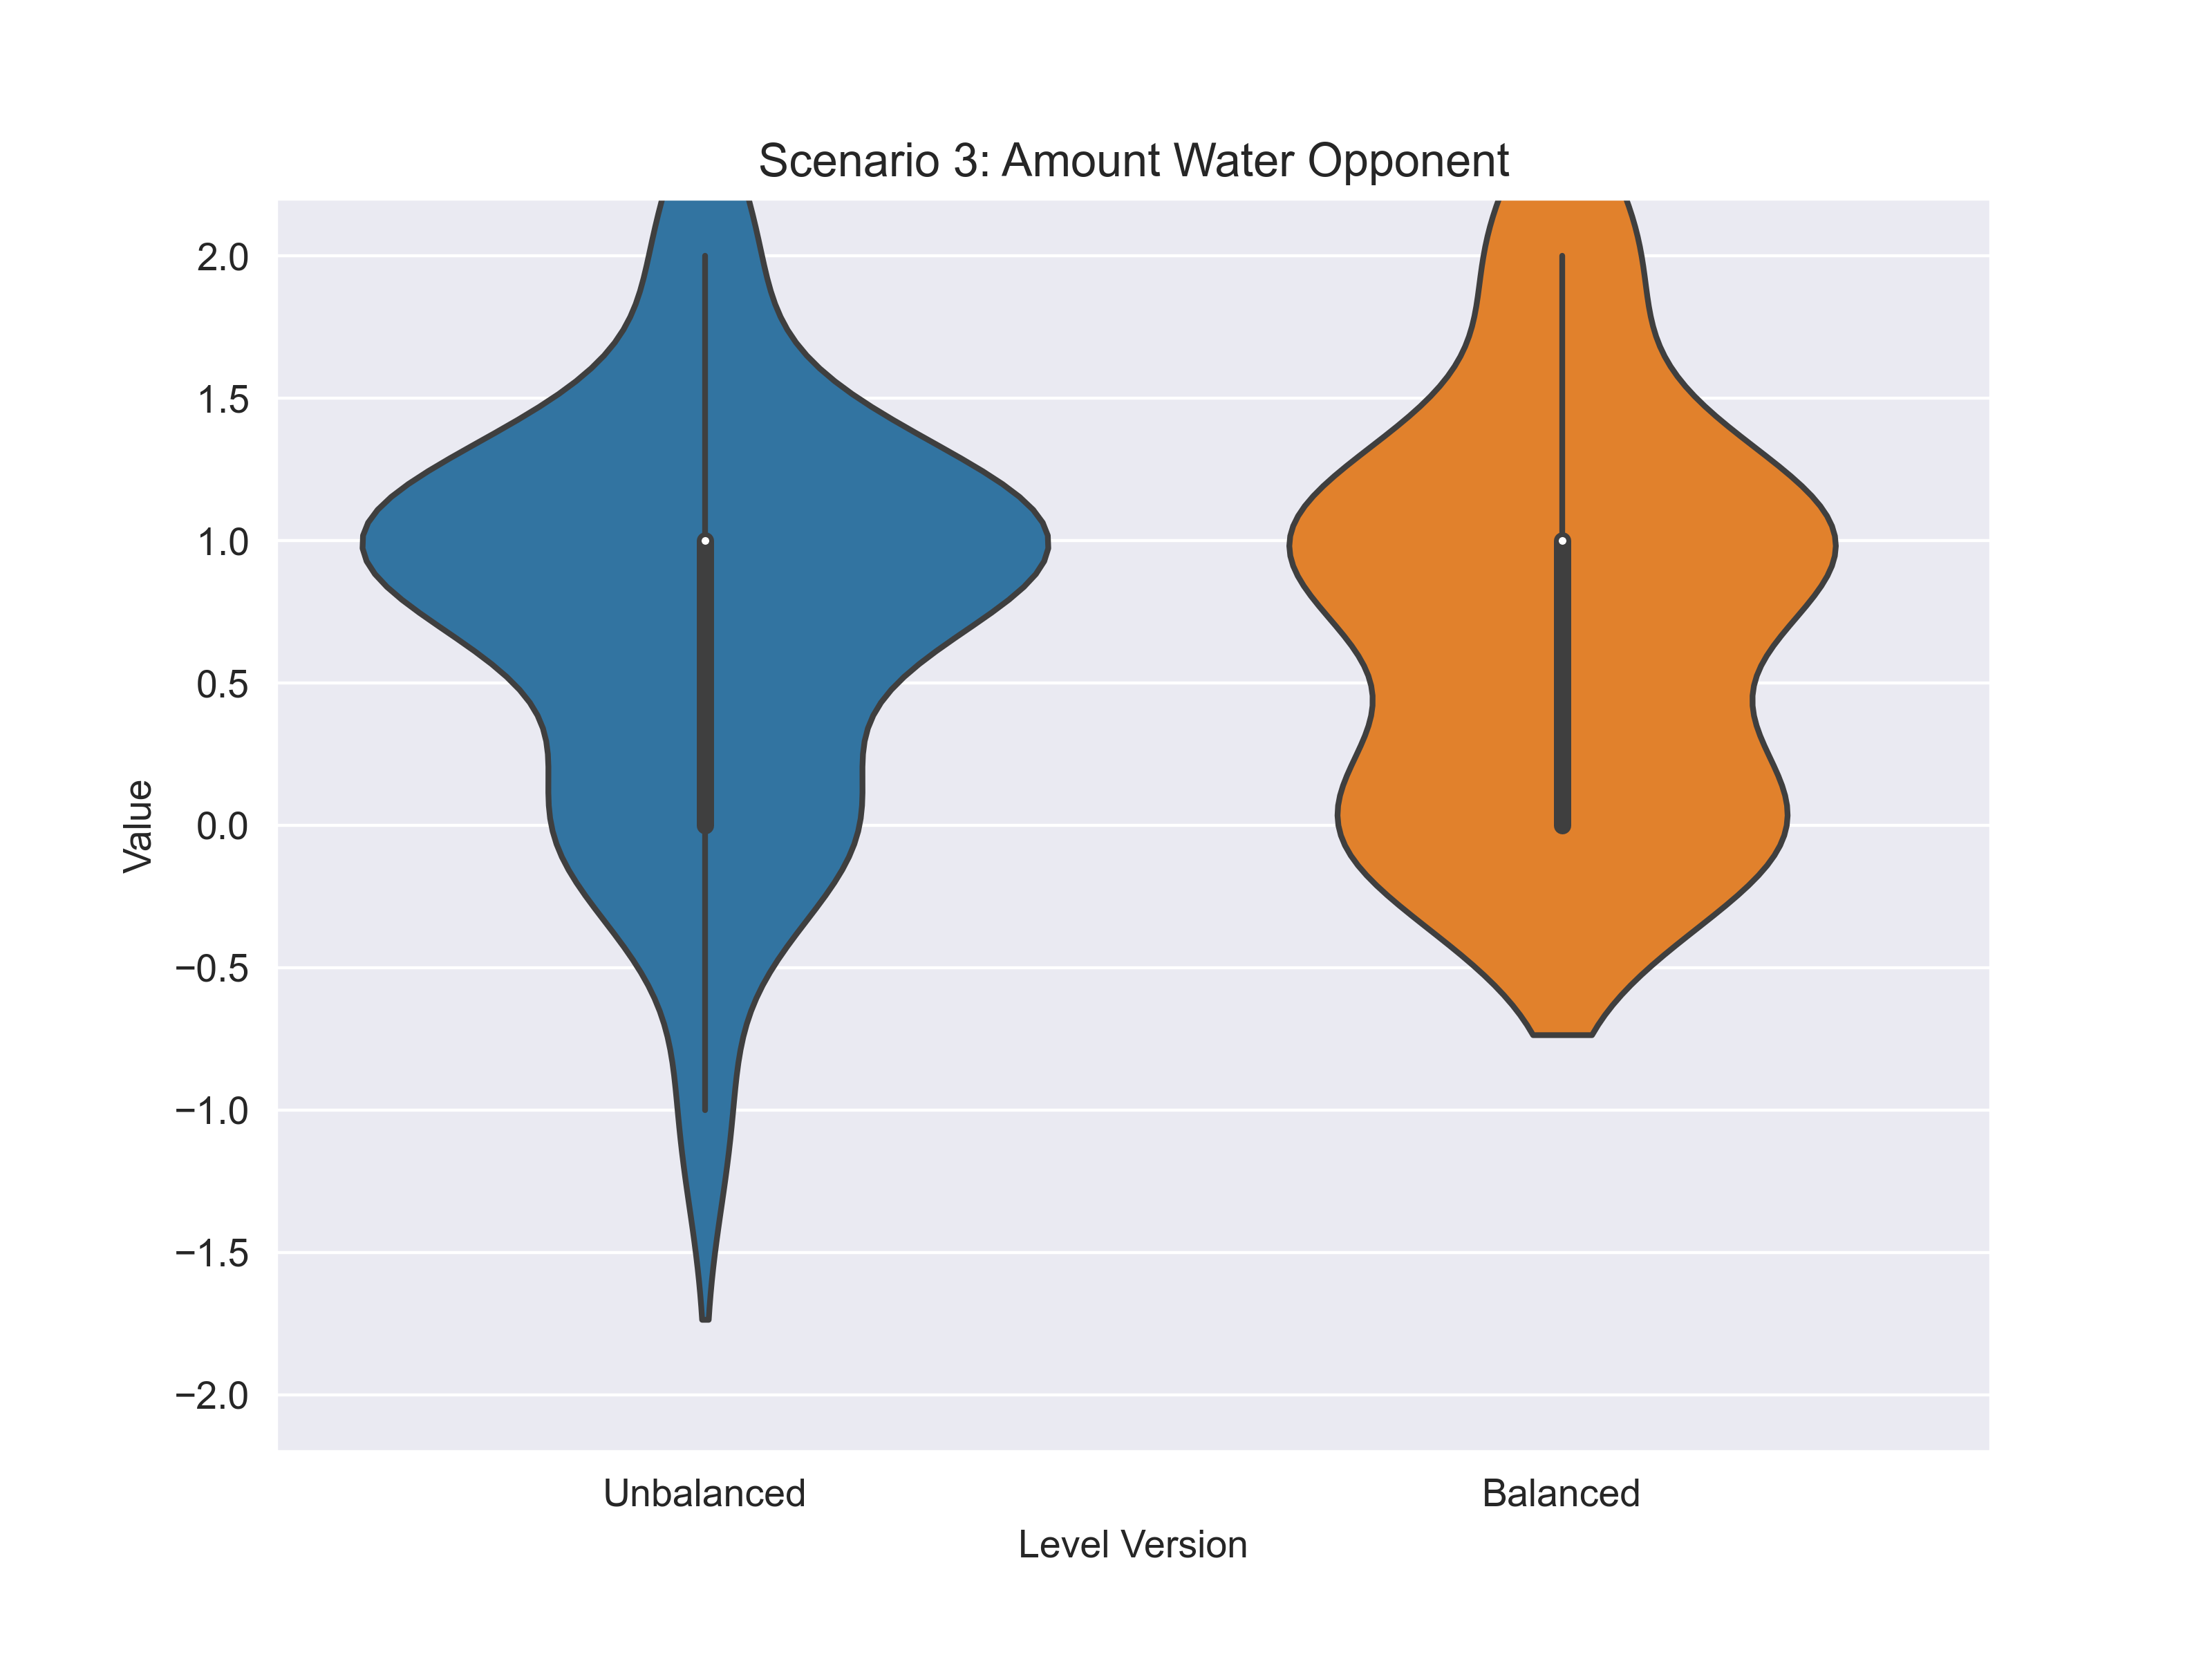 Scenario 3: Amount Water Opponent
2.0
1.5
1.0
0.5
0.0
−0.5
−1.0
−1.5
−2.0
Value
Unbalanced
Balanced
Level Version